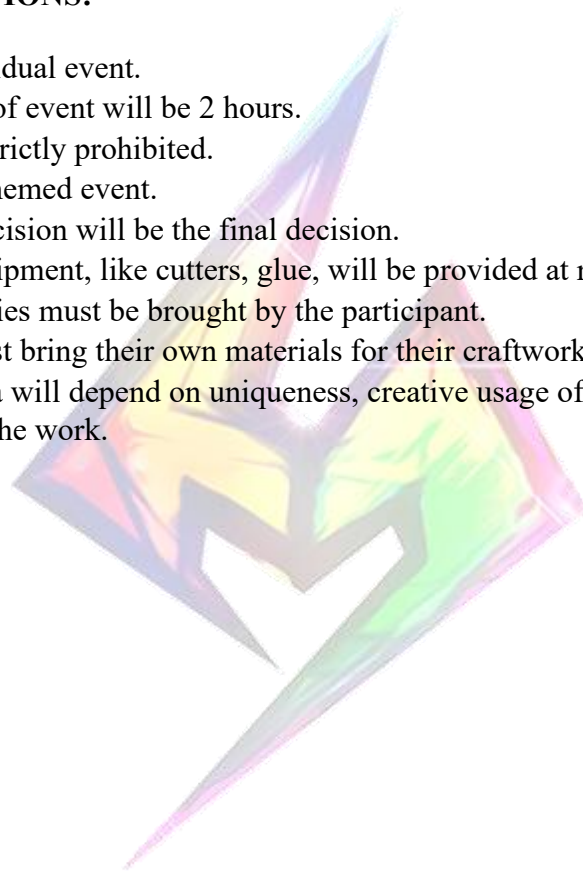 IONS:
dual event.
of event will be 2 hours.
rictly prohibited.
hemed event.
cision will be the final decision.
ipment, like cutters, glue, will be provided at
ies must be brought by the participant.
st bring their own materials for their craftwork
will depend on uniqueness, creative usage of
he work.